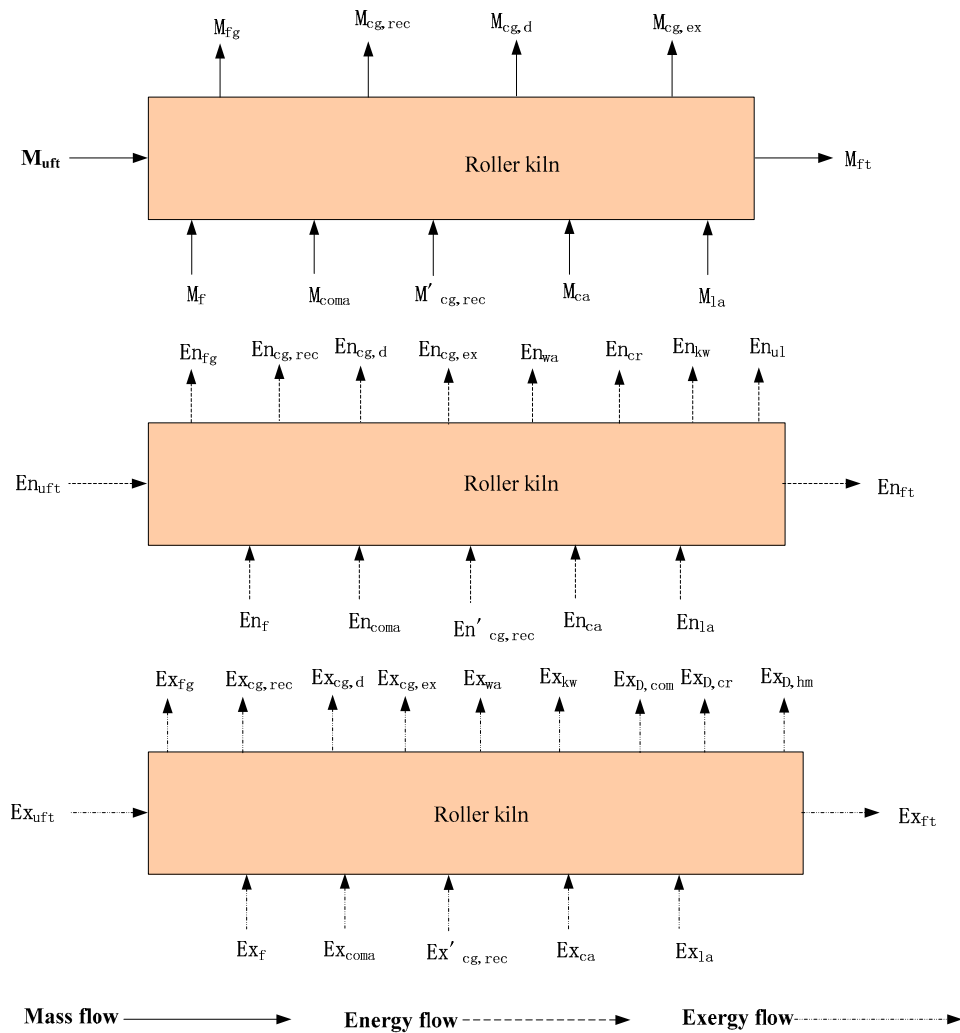 M_fg M_cg,rec M_cg,d M_cg,ex
M_uft Roller kiln M_ft
M_f M_coma M′_cg,rec M_ca M_la
En_fg En_cg,rec En_cg,d En_cg,ex En_wa En_cr En_kw En_ul
En_uft Roller kiln En_ft
En_f En_coma En′_cg,rec En_ca En_la
Ex_fg Ex_cg,rec Ex_cg,d Ex_cg,ex Ex_wa Ex_kw Ex_D,com Ex_D,cr Ex_D,hm
Ex_uft Roller kiln Ex_ft
Ex_f Ex_coma Ex′_cg,rec Ex_ca Ex_la
Mass flow Energy flow Exergy flow